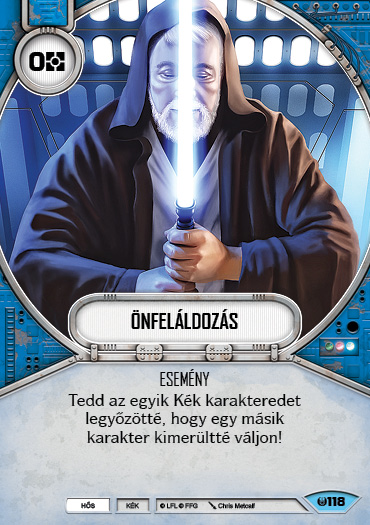 0
ÖNFELÁLDOZÁS
ESEMÉNY
Tedd az egyik Kék karakteredet
legyőzötté, hogy egy másik
karakter kimerültté váljon!
HŐS
KÉK
© LFL © FFG
Chris Metcalf
118